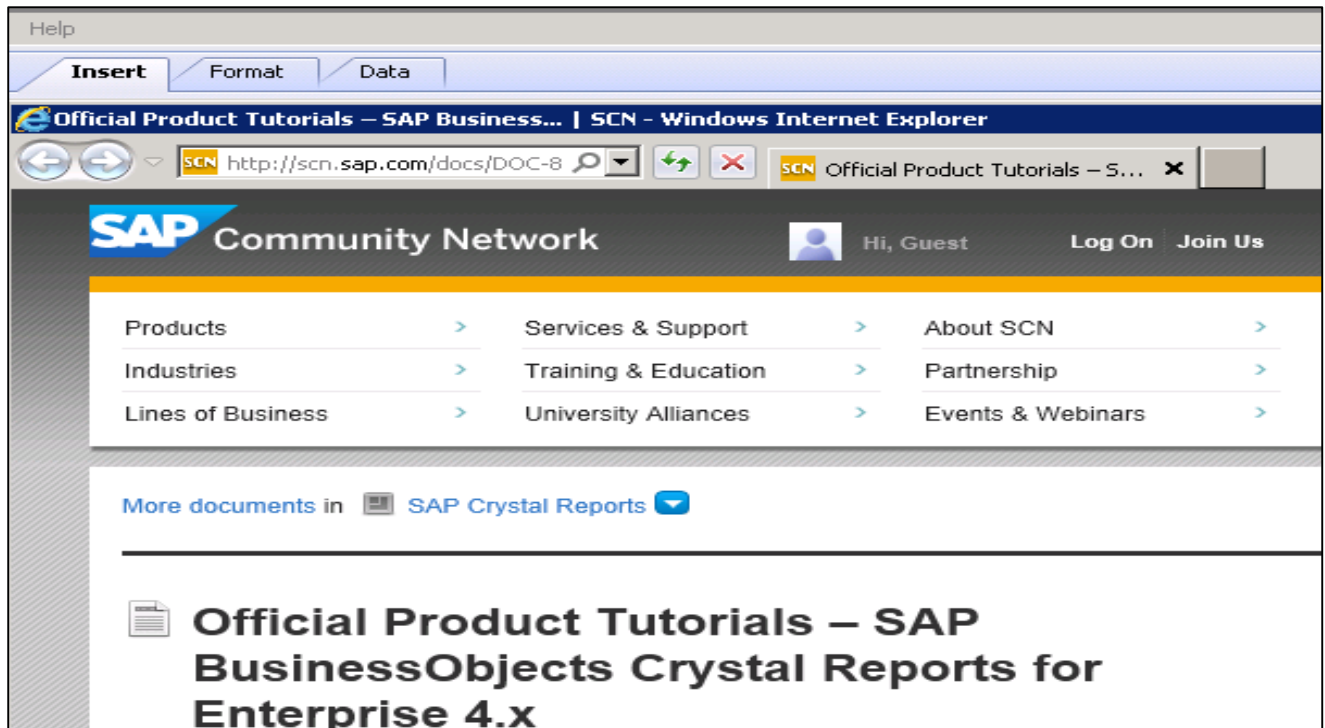 Help
Insert Format Data
Official Product Tutorials – SAP Business... | SCN - Windows Internet Explorer
SCN http://scn.sap.com/docs/DOC-8 SCN Official Product Tutorials – S...
SAP Community Network Hi, Guest Log On Join Us
Products Services & Support About SCN
Industries Training & Education Partnership
Lines of Business University Alliances Events & Webinars
More documents in SAP Crystal Reports
Official Product Tutorials – SAP
BusinessObjects Crystal Reports for
Enterprise 4.x